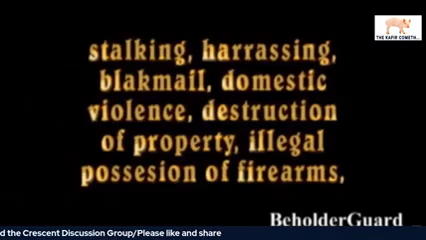 THE KAFIR COMETH...
stalking, harrassing,
blakmail, domestic
violence, destruction
of property, illegal
possesion of firearms,
BeholderGuard
d the Crescent Discussion Group/Please like and share